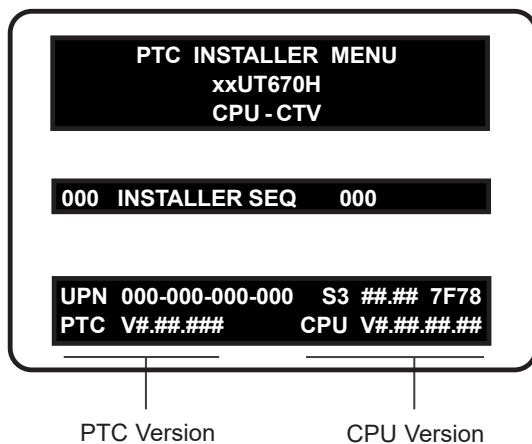 PTC INSTALLER MENU
xxUT670H
CPU - CTV
000 INSTALLER SEQ 000
UPN 000-000-000-000 S3 ##.## 7F78
PTC V#.##.### CPU V#.##.##.##
PTC Version CPU Version